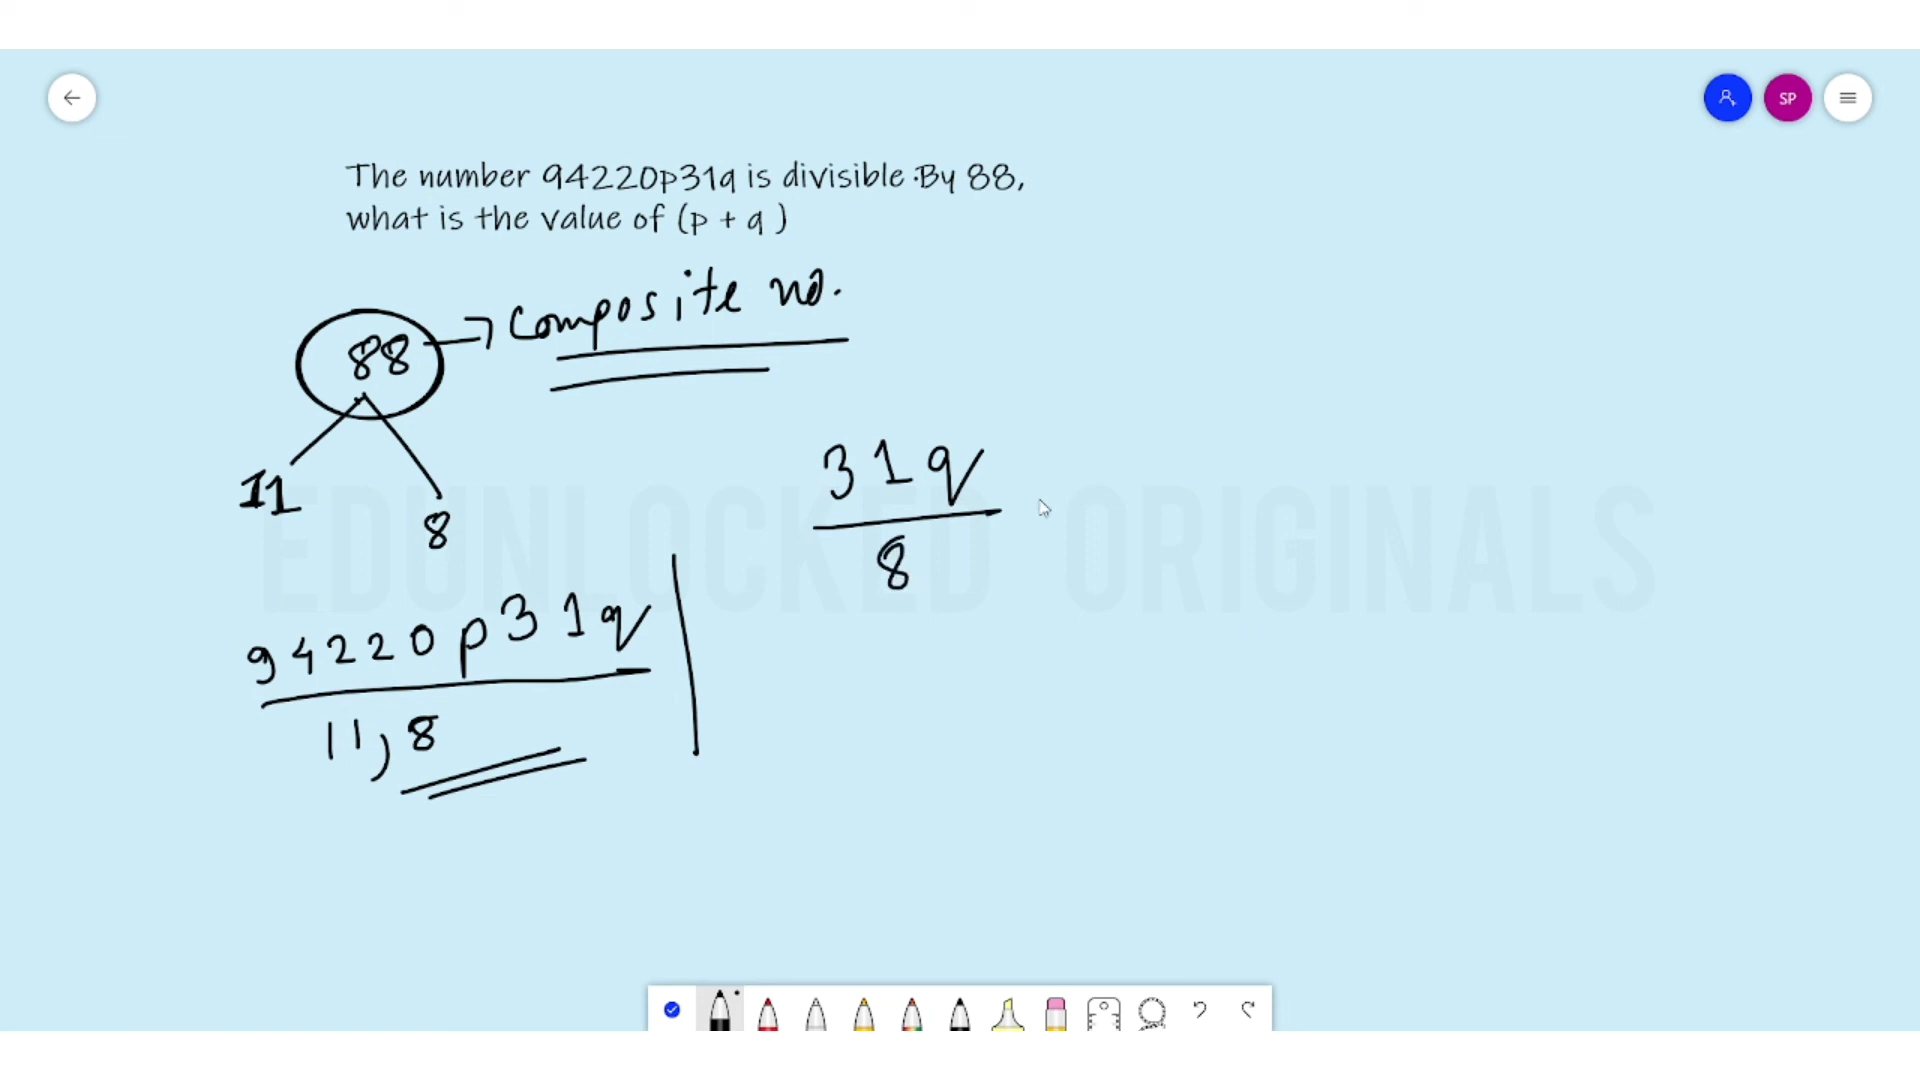 SP
The number 94220p31q is divisible .By 88,
what is the value of (p + q )
88 → Composite no.
11
8
31q
8
EDUNLOCKED ORIGINALS
94220p31q
11,8